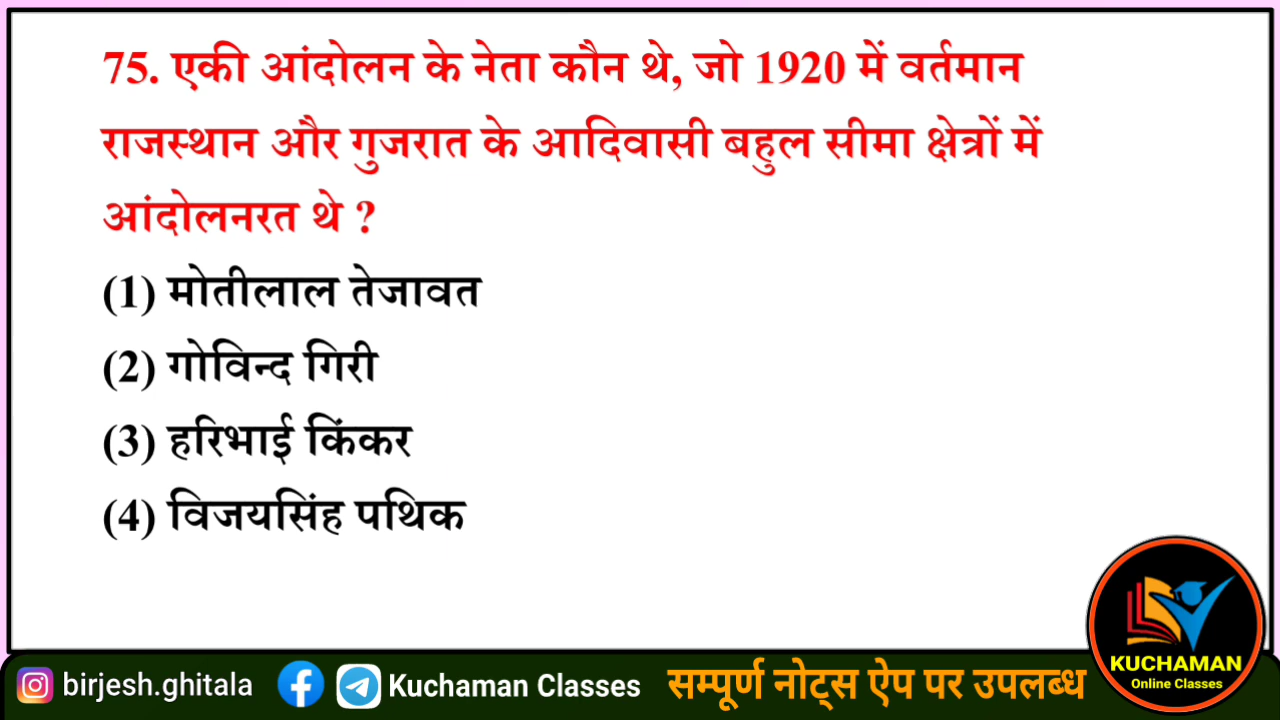 75. एकी आंदोलन के नेता कौन थे, जो 1920 में वर्तमान
राजस्थान और गुजरात के आदिवासी बहुल सीमा क्षेत्रों में
आंदोलनरत थे ?
(1) मोतीलाल तेजावत
(2) गोविन्द गिरी
(3) हरिभाई किंकर
(4) विजयसिंह पथिक
KUCHAMAN
Online Classes
birjesh.ghitala Kuchaman Classes सम्पूर्ण नोट्स ऐप पर उपलब्ध